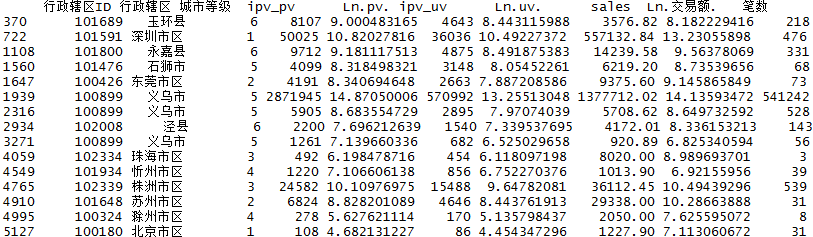 行政辖区ID 行政辖区 城市等级 ipv_pv Ln.pv. ipv_uv Ln.uv. sales Ln.交易额. 笔数
370 101689 玉环县 6 8107 9.000483165 4643 8.443115988 3576.82 8.182229416 218
722 101591 深圳市区 1 50025 10.82027816 36036 10.49227372 557132.84 13.23055898 476
1108 101800 永嘉县 6 9712 9.181117513 4875 8.491875383 14239.58 9.56378069 331
1560 101476 石狮市 5 4099 8.318498321 3148 8.05452261 6219.20 8.73539656 68
1647 100426 东莞市区 2 4191 8.340694648 2663 7.887208586 9375.60 9.145865849 73
1939 100899 义乌市 5 2871945 14.87050006 570992 13.25513048 1377712.02 14.13593472 541242
2316 100899 义乌市 5 5905 8.683554729 2895 7.97074039 5708.62 8.649732592 528
2934 102008 泾县 6 2200 7.696212639 1540 7.339537695 4172.01 8.336153213 143
3271 100899 义乌市 5 1261 7.139660336 682 6.525029658 920.89 6.825340594 56
4059 102334 珠海市区 3 492 6.198478716 454 6.118097198 8020.00 8.989693701 3
4549 101934 忻州市区 4 1220 7.106606138 856 6.752270376 1013.90 6.92155956 39
4765 102339 株洲市区 3 24582 10.10976975 15488 9.64782081 36112.45 10.49439296 539
4910 101648 苏州市区 2 6824 8.828201089 4646 8.443761913 29338.00 10.28663888 31
4995 100324 滁州市区 4 278 5.627621114 170 5.135798437 2050.00 7.625595072 8
5127 100180 北京市区 1 108 4.682131227 86 4.454347296 1227.90 7.113060672 31